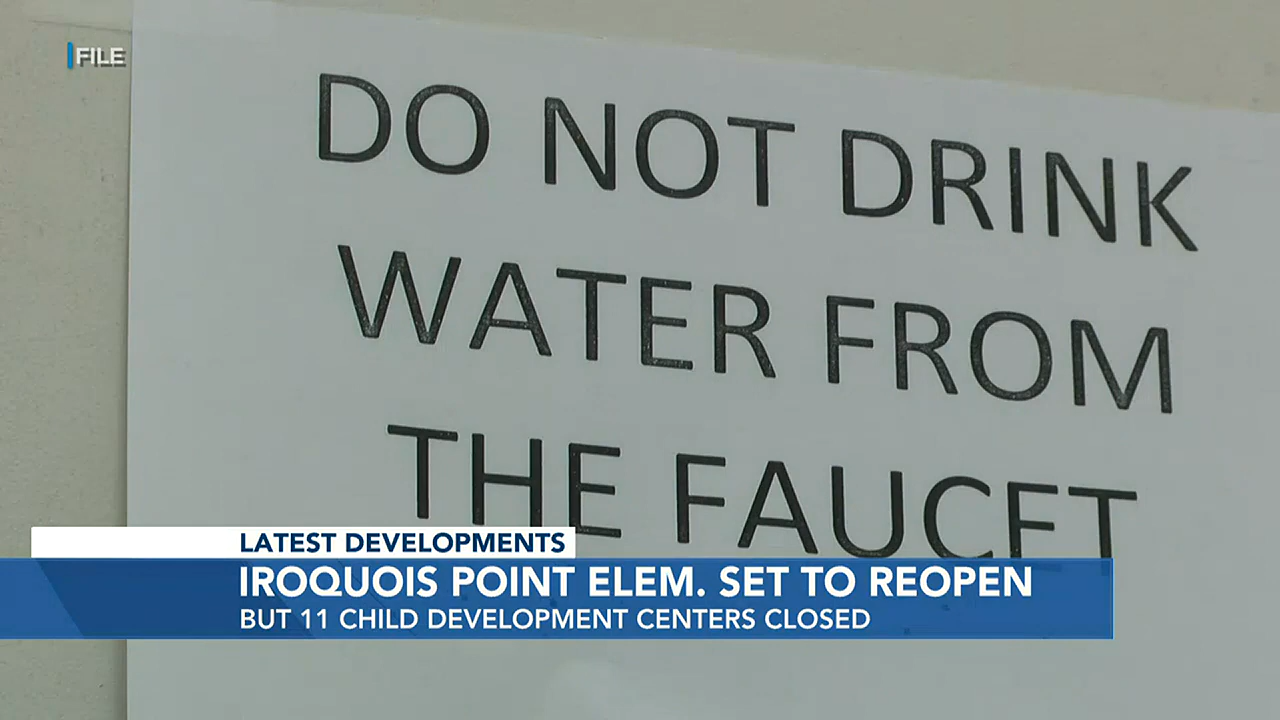 FILE
DO NOT DRINK
WATER FROM
THE FAUCET
LATEST DEVELOPMENTS
IROQUOIS POINT ELEM. SET TO REOPEN
BUT 11 CHILD DEVELOPMENT CENTERS CLOSED